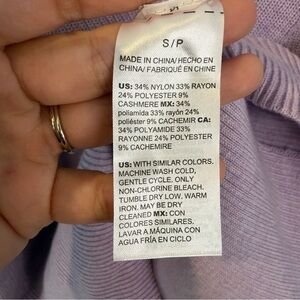 S/P
MADE IN CHINA/ HECHO EN
CHINA/ FABRIQUÉ EN CHINE
US: 34% NYLON 33% RAYON
24% POLYESTER 9%
CASHMERE MX: 34%
poliamida 33% rayón 24%
poliéster 9% CACHEMIR CA:
34% POLYAMIDE 33%
RAYONNE 24% POLYESTER
9% CACHEMIRE
US: WITH SIMILAR COLORS.
MACHINE WASH COLD,
GENTLE CYCLE. ONLY
NON-CHLORINE BLEACH.
TUMBLE DRY LOW. WARM
IRON. MAY BE DRY
CLEANED MX: CON
COLORES SIMILARES.
LAVAR A MÁQUINA CON
AGUA FRÍA EN CICLO